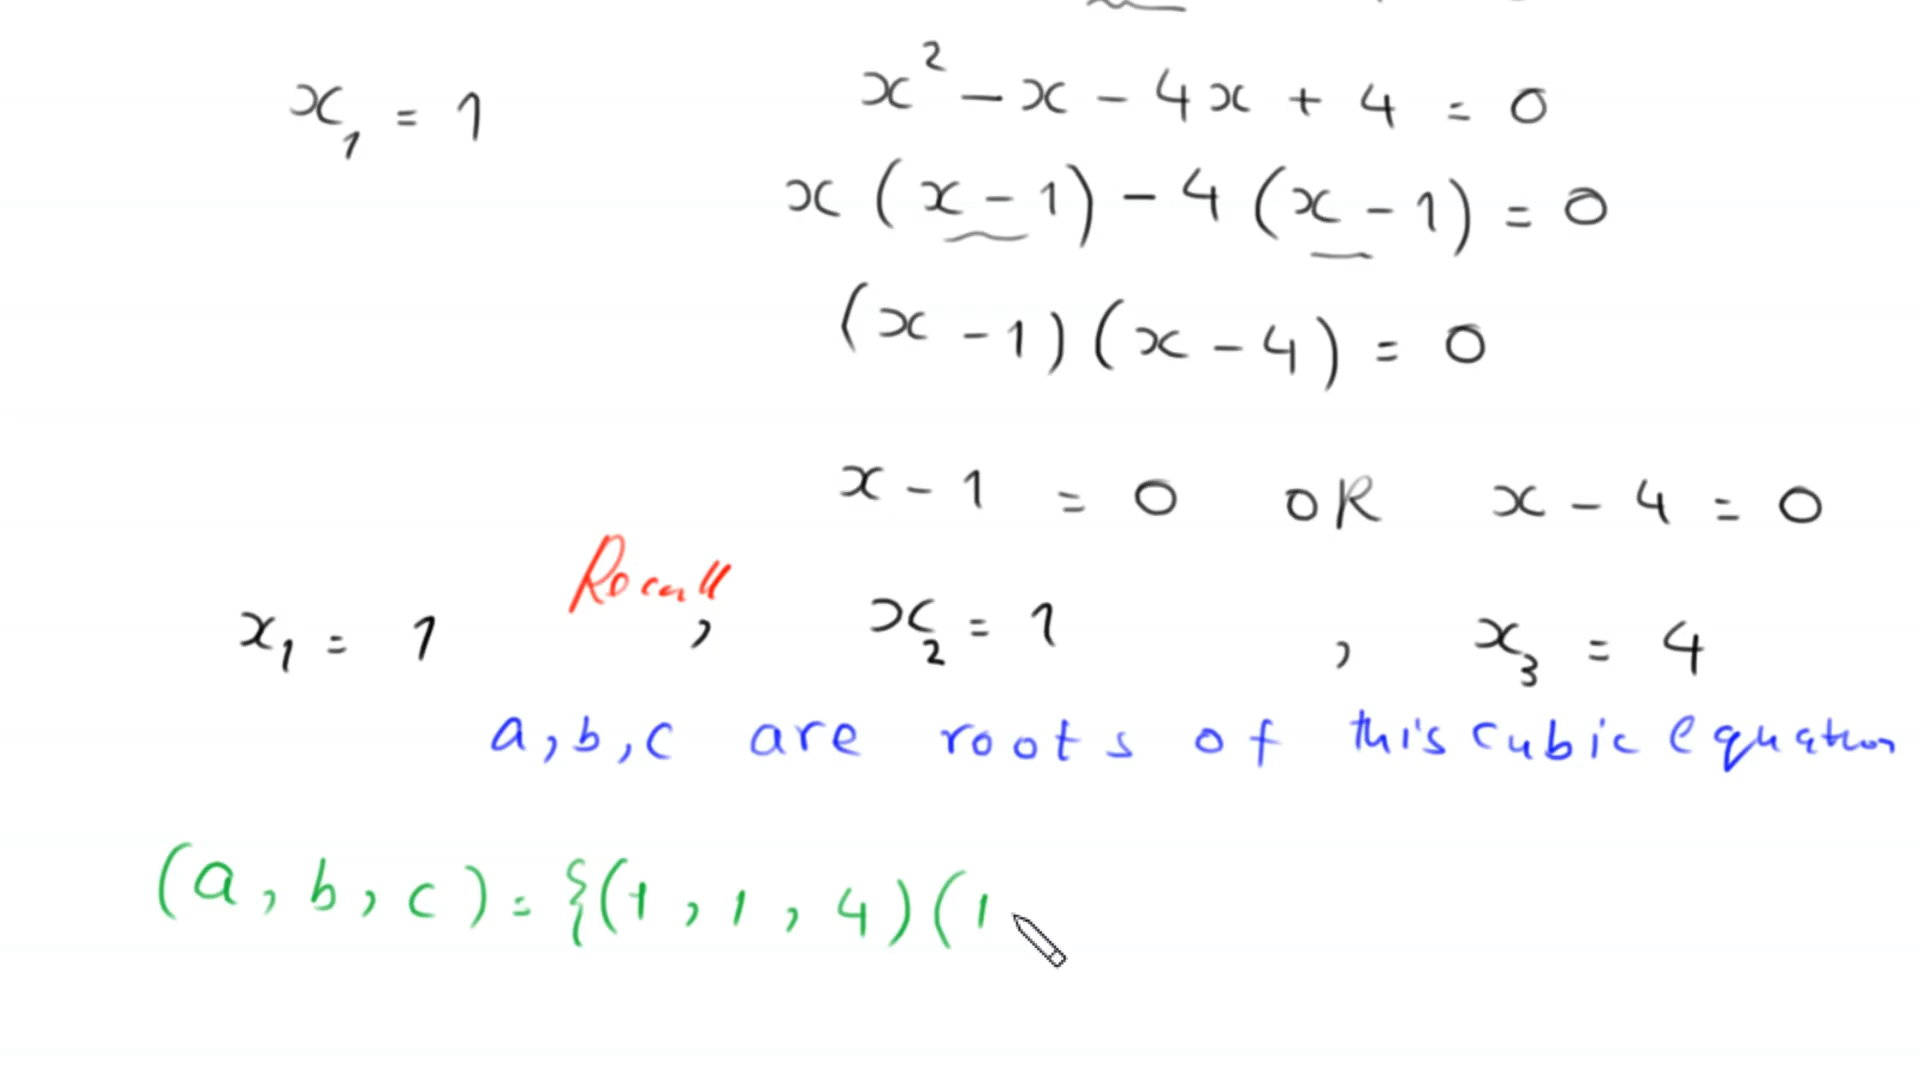 x₁ = 1
x² - x - 4x + 4 = 0
x (x - 1) - 4 (x - 1) = 0
(x - 1) (x - 4) = 0
x - 1 = 0 OR x - 4 = 0
Recall
x₁ = 1 , x₂ = 1 , x₃ = 4
a, b, c are roots of this cubic equation
(a, b, c) = {(1, 1, 4) (1